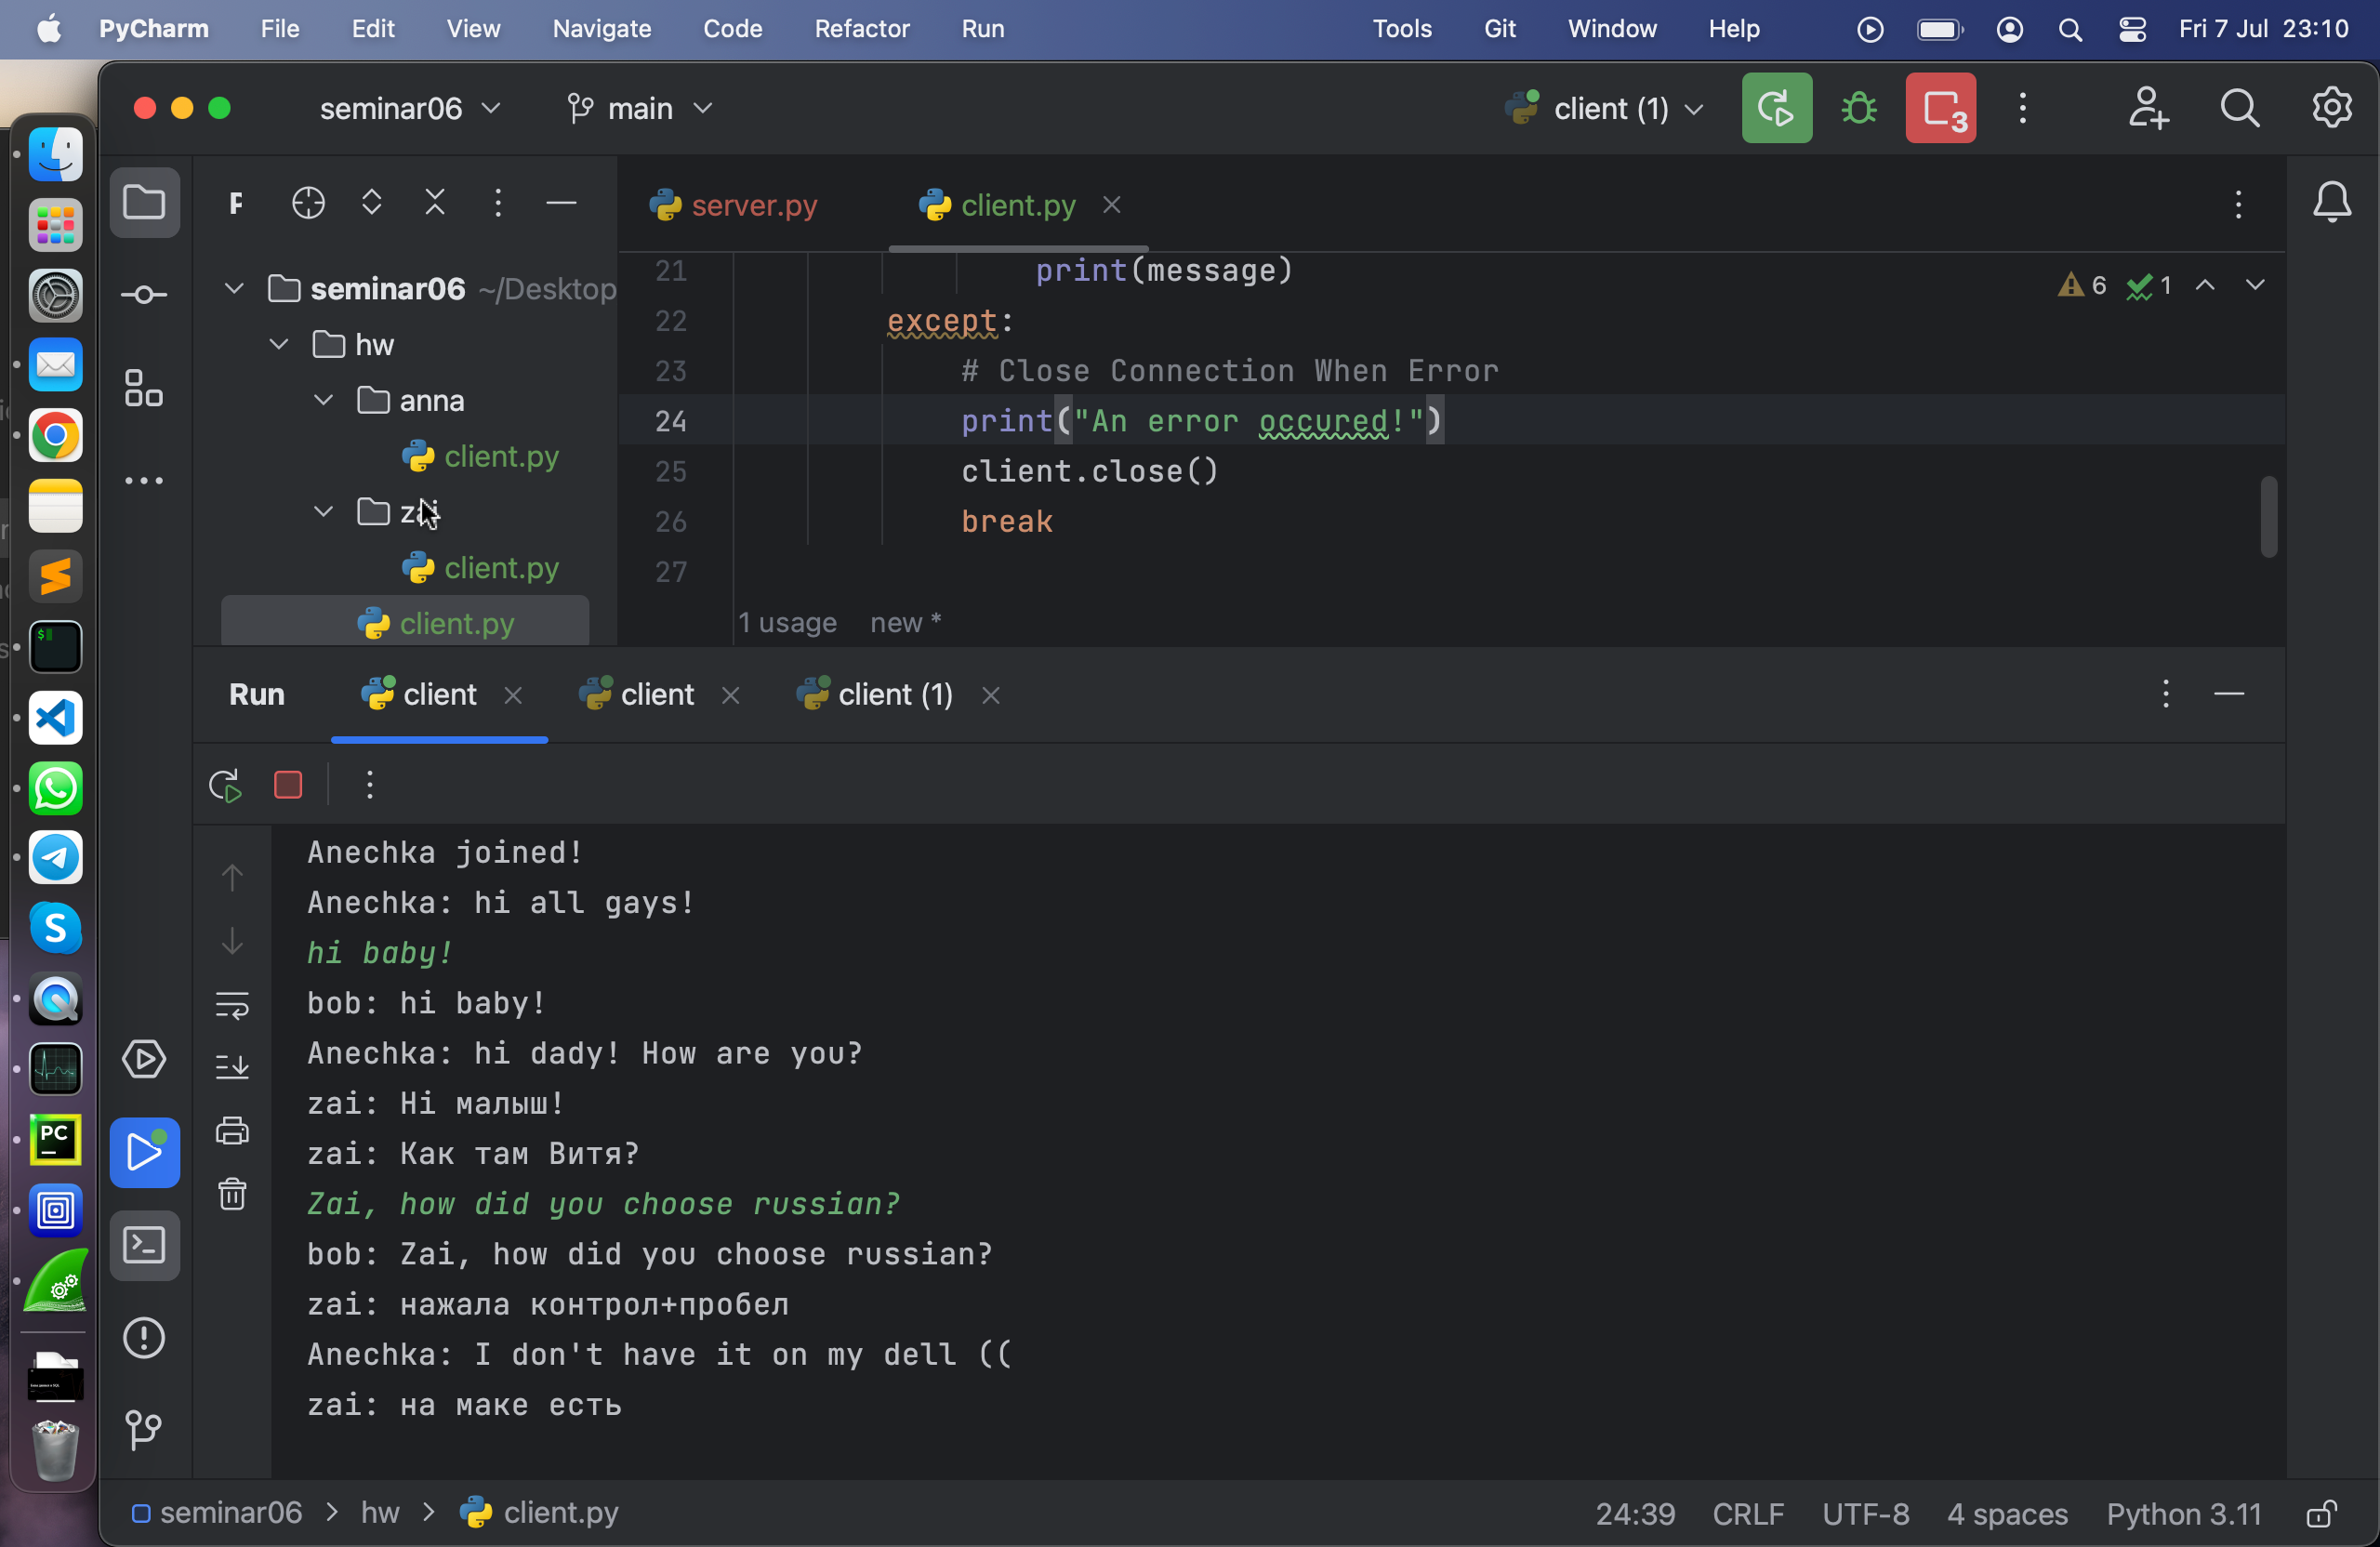 PyCharm File Edit View Navigate Code Refactor Run Tools Git Window Help Fri 7 Jul 23:10
seminar06 main client (1) 3
server.py client.py
seminar06 ~/Desktop
hw
anna
client.py
client.py
client.py
21 print(message)
6 1
22 except:
23 # Close Connection When Error
24 print("An error occured!")
25 client.close()
26 break
27
1 usage new *
Run client client client (1)
Anechka joined!
Anechka: hi all gays!
hi baby!
bob: hi baby!
Anechka: hi dady! How are you?
zai: Hi малыш!
zai: Как там Витя?
Zai, how did you choose russian?
bob: Zai, how did you choose russian?
zai: нажала контрол+пробел
Anechka: I don't have it on my dell ((
zai: на маке есть
seminar06 > hw > client.py 24:39 CRLF UTF-8 4 spaces Python 3.11
PC